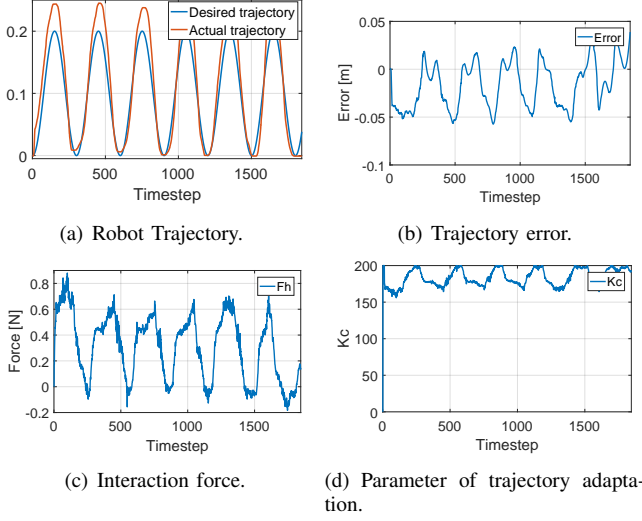 Desired trajectory
Actual trajectory
0.2
0.1
0
0
500
1000
1500
Timestep
(a) Robot Trajectory.
0.05
0
-0.05
-0.1
Error [m]
Error
0
500
1000
1500
Timestep
(b) Trajectory error.
0.8
0.6
0.4
0.2
0
-0.2
Force [N]
Fh
0
500
1000
1500
Timestep
(c) Interaction force.
200
150
100
50
0
Kc
Kc
0
500
1000
1500
Timestep
(d) Parameter of trajectory adapta-
tion.